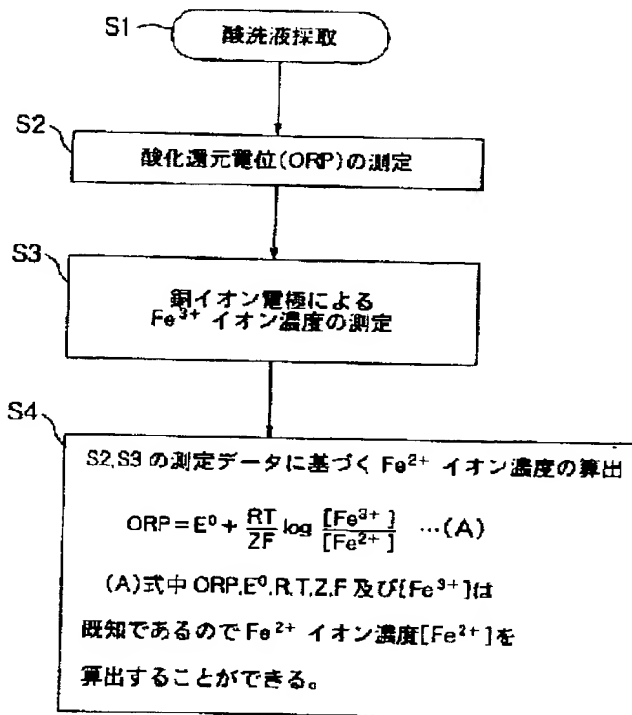 S1
酸洗液採取
S2
酸化還元電位(ORP)の測定
S3
銅イオン電極による
Fe³⁺ イオン濃度の測定
S4
S2,S3 の測定データに基づく Fe²⁺ イオン濃度の算出
ORP = E⁰ + RT/ZF log [Fe³⁺]/[Fe²⁺] …(A)
(A)式中 ORP,E⁰,R,T,Z,F 及び[Fe³⁺]は
既知であるので Fe²⁺ イオン濃度[Fe²⁺]を
算出することができる。